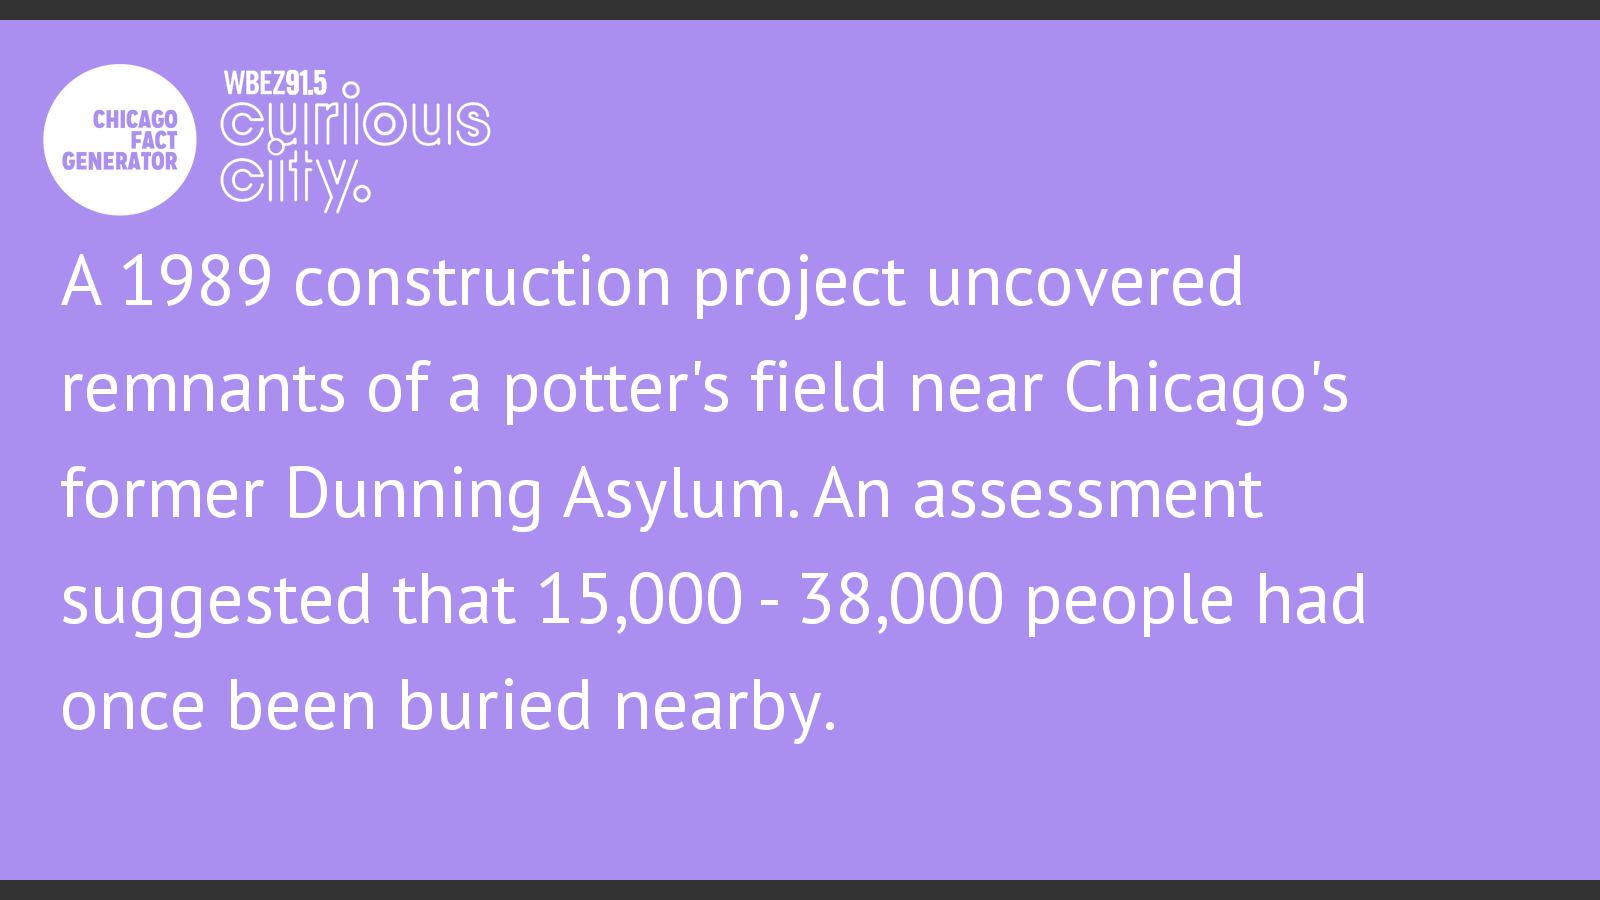 CHICAGO
FACT
GENERATOR
WBEZ91.5
curious
city.
A 1989 construction project uncovered
remnants of a potter's field near Chicago's
former Dunning Asylum. An assessment
suggested that 15,000 - 38,000 people had
once been buried nearby.